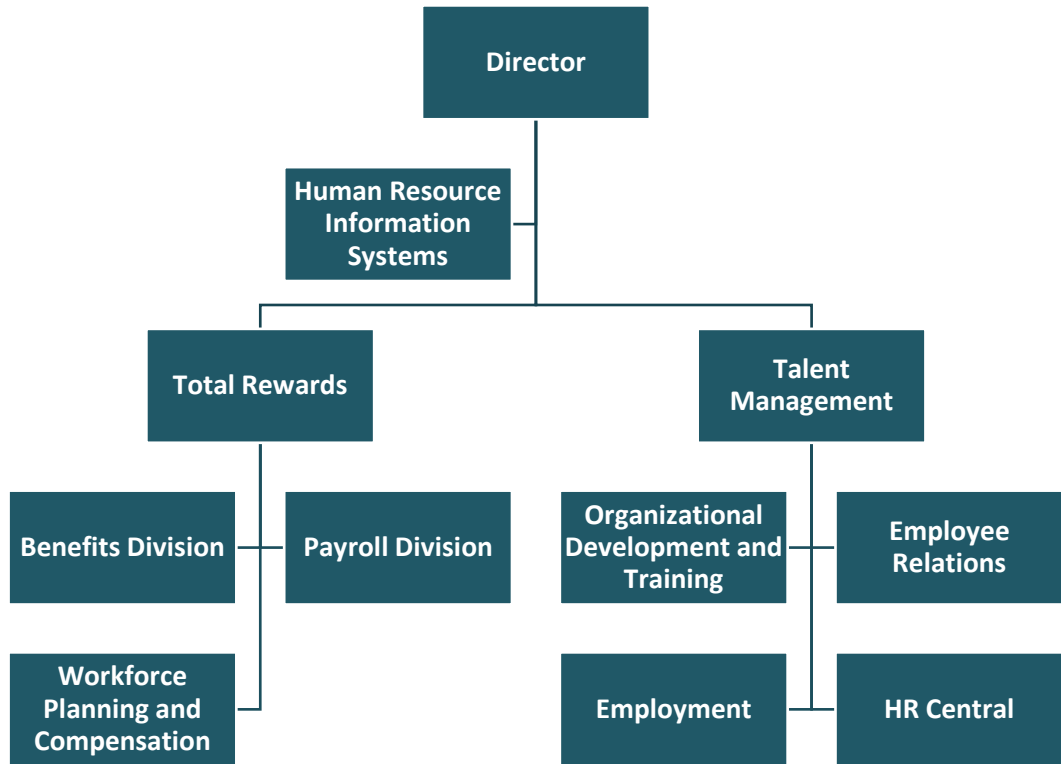 Director
Human Resource
Information
Systems
Total Rewards
Talent
Management
Benefits Division
Payroll Division
Organizational
Development and
Training
Employee
Relations
Workforce
Planning and
Compensation
Employment
HR Central